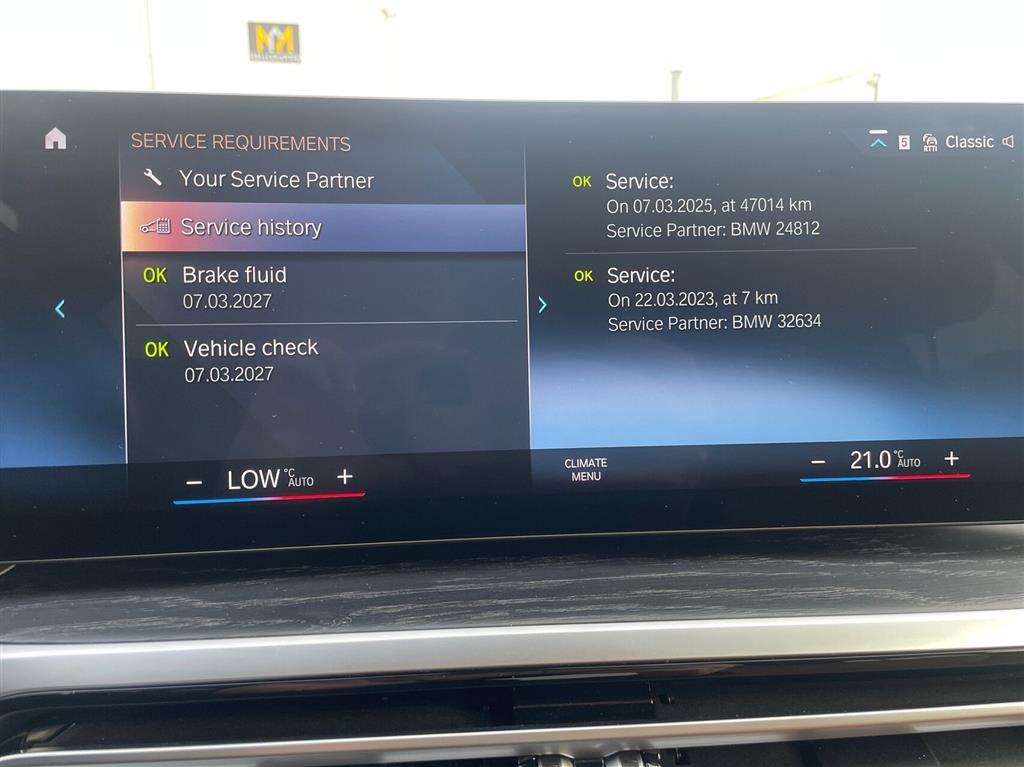 SERVICE REQUIREMENTS
Your Service Partner
Service history
OK Brake fluid
07.03.2027
OK Vehicle check
07.03.2027
5 RTTI Classic
OK Service:
On 07.03.2025, at 47014 km
Service Partner: BMW 24812
OK Service:
On 22.03.2023, at 7 km
Service Partner: BMW 32634
− LOW °C AUTO +
CLIMATE
MENU
− 21.0 °C AUTO +